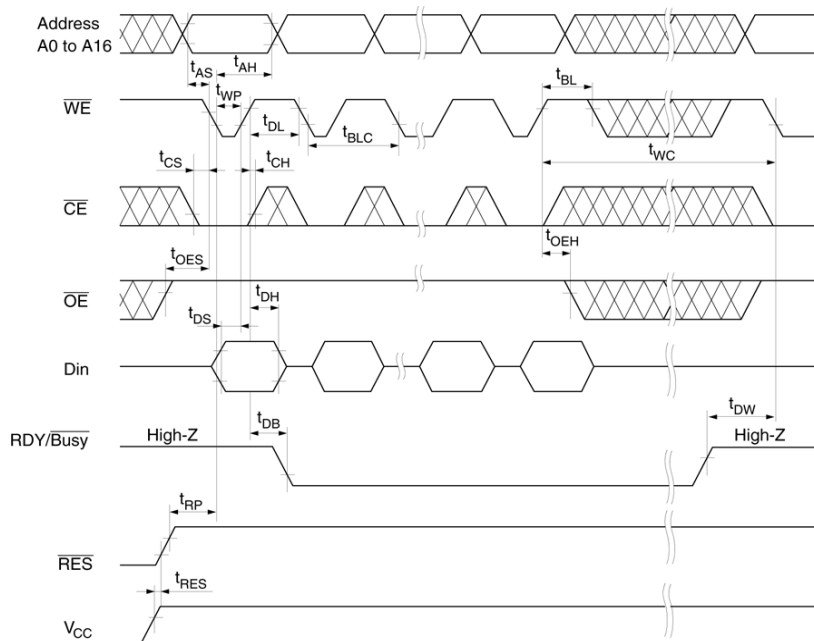 Address
A0 to A16
tAS
tAH
WE
tWP
tDL
tBLC
tBL
tWC
tCS
tCH
CE
tOES
tOEH
OE
tDS
tDH
Din
tDB
tDW
RDY/Busy
High-Z
High-Z
tRP
RES
tRES
VCC